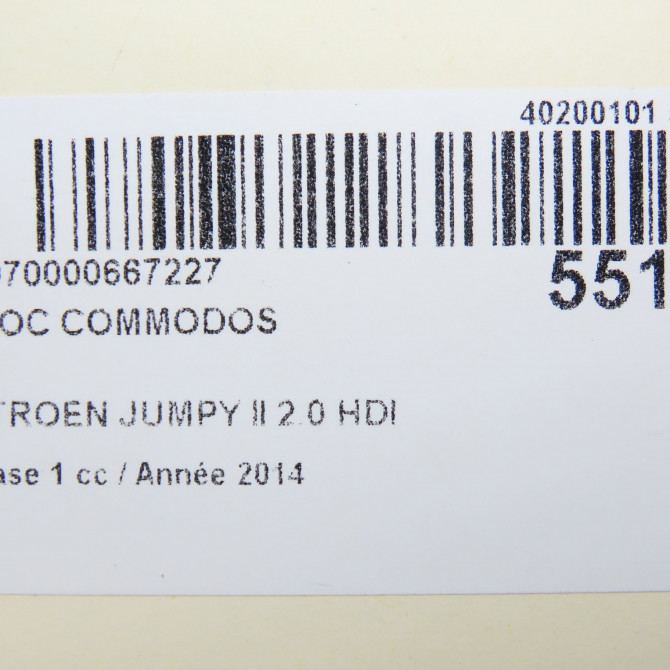 40200101
070000667227
551
OC COMMODOS
TROEN JUMPY II 2.0 HDI
ase 1 cc / Année 2014